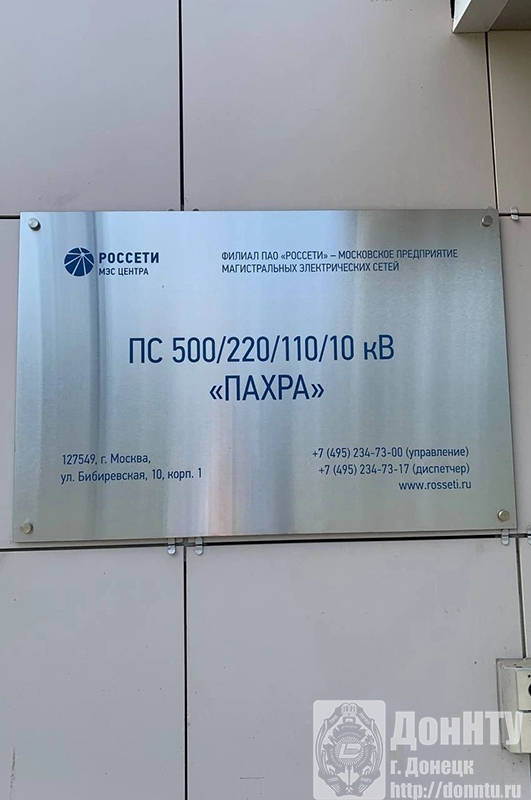 РОССЕТИ
МЭС ЦЕНТРА
ФИЛИАЛ ПАО «РОССЕТИ» – МОСКОВСКОЕ ПРЕДПРИЯТИЕ
МАГИСТРАЛЬНЫХ ЭЛЕКТРИЧЕСКИХ СЕТЕЙ
ПС 500/220/110/10 кВ
«ПАХРА»
127549, г. Москва,
ул. Бибиревская, 10, корп. 1
+7 (495) 234-73-00 (управление)
+7 (495) 234-73-17 (диспетчер)
www.rosseti.ru
ДонНТУ
г. Донецк
http://donntu.ru